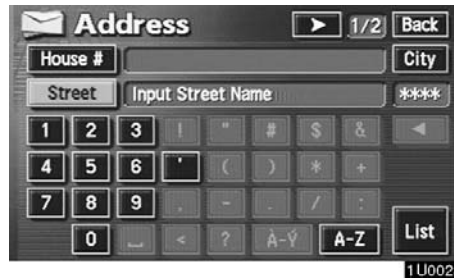 Address 1/2 Back
House # City
Street Input Street Name ****
1 2 3 ! " # $ &
4 5 6 ' ( ) * +
7 8 9 , - . / :
0 ␣ < ? À-Ý A-Z List
1U002